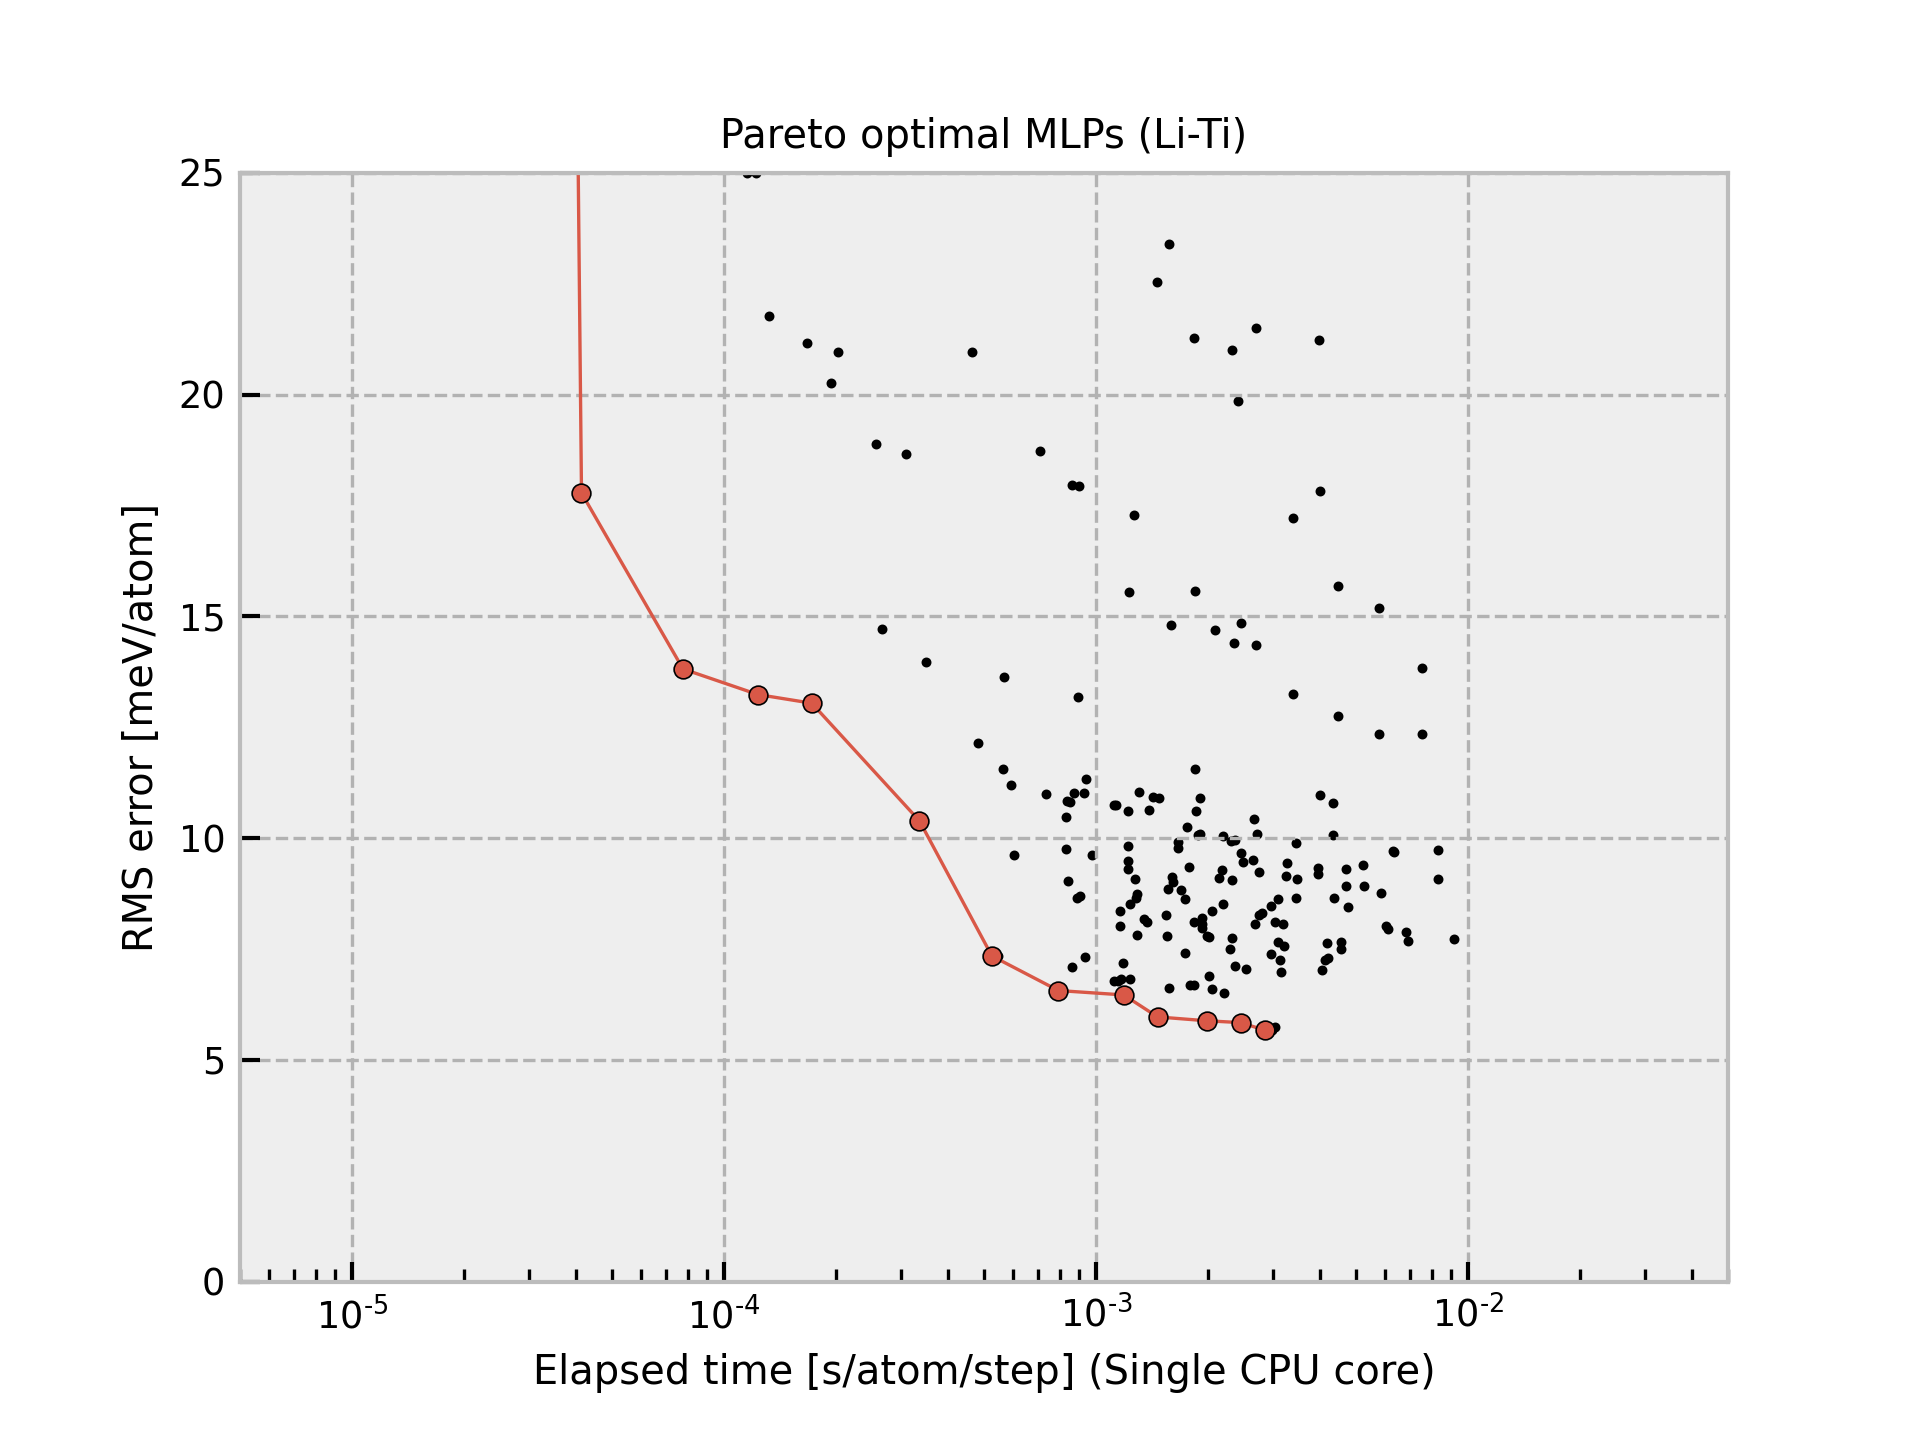 Pareto optimal MLPs (Li-Ti)
25
20
15
10
5
0
RMS error [meV/atom]
10-5 10-4 10-3 10-2
Elapsed time [s/atom/step] (Single CPU core)